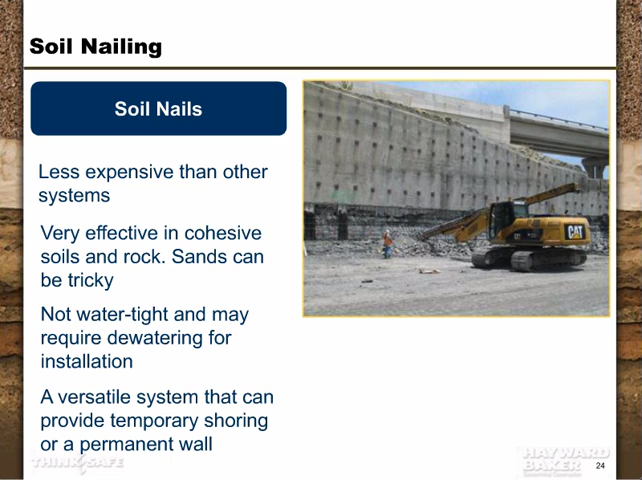 Soil Nailing
Soil Nails
Less expensive than other
systems
Very effective in cohesive
soils and rock. Sands can
be tricky
Not water-tight and may
require dewatering for
installation
A versatile system that can
provide temporary shoring
or a permanent wall
CAT
THINK SAFE
HAYWARD
BAKER
24